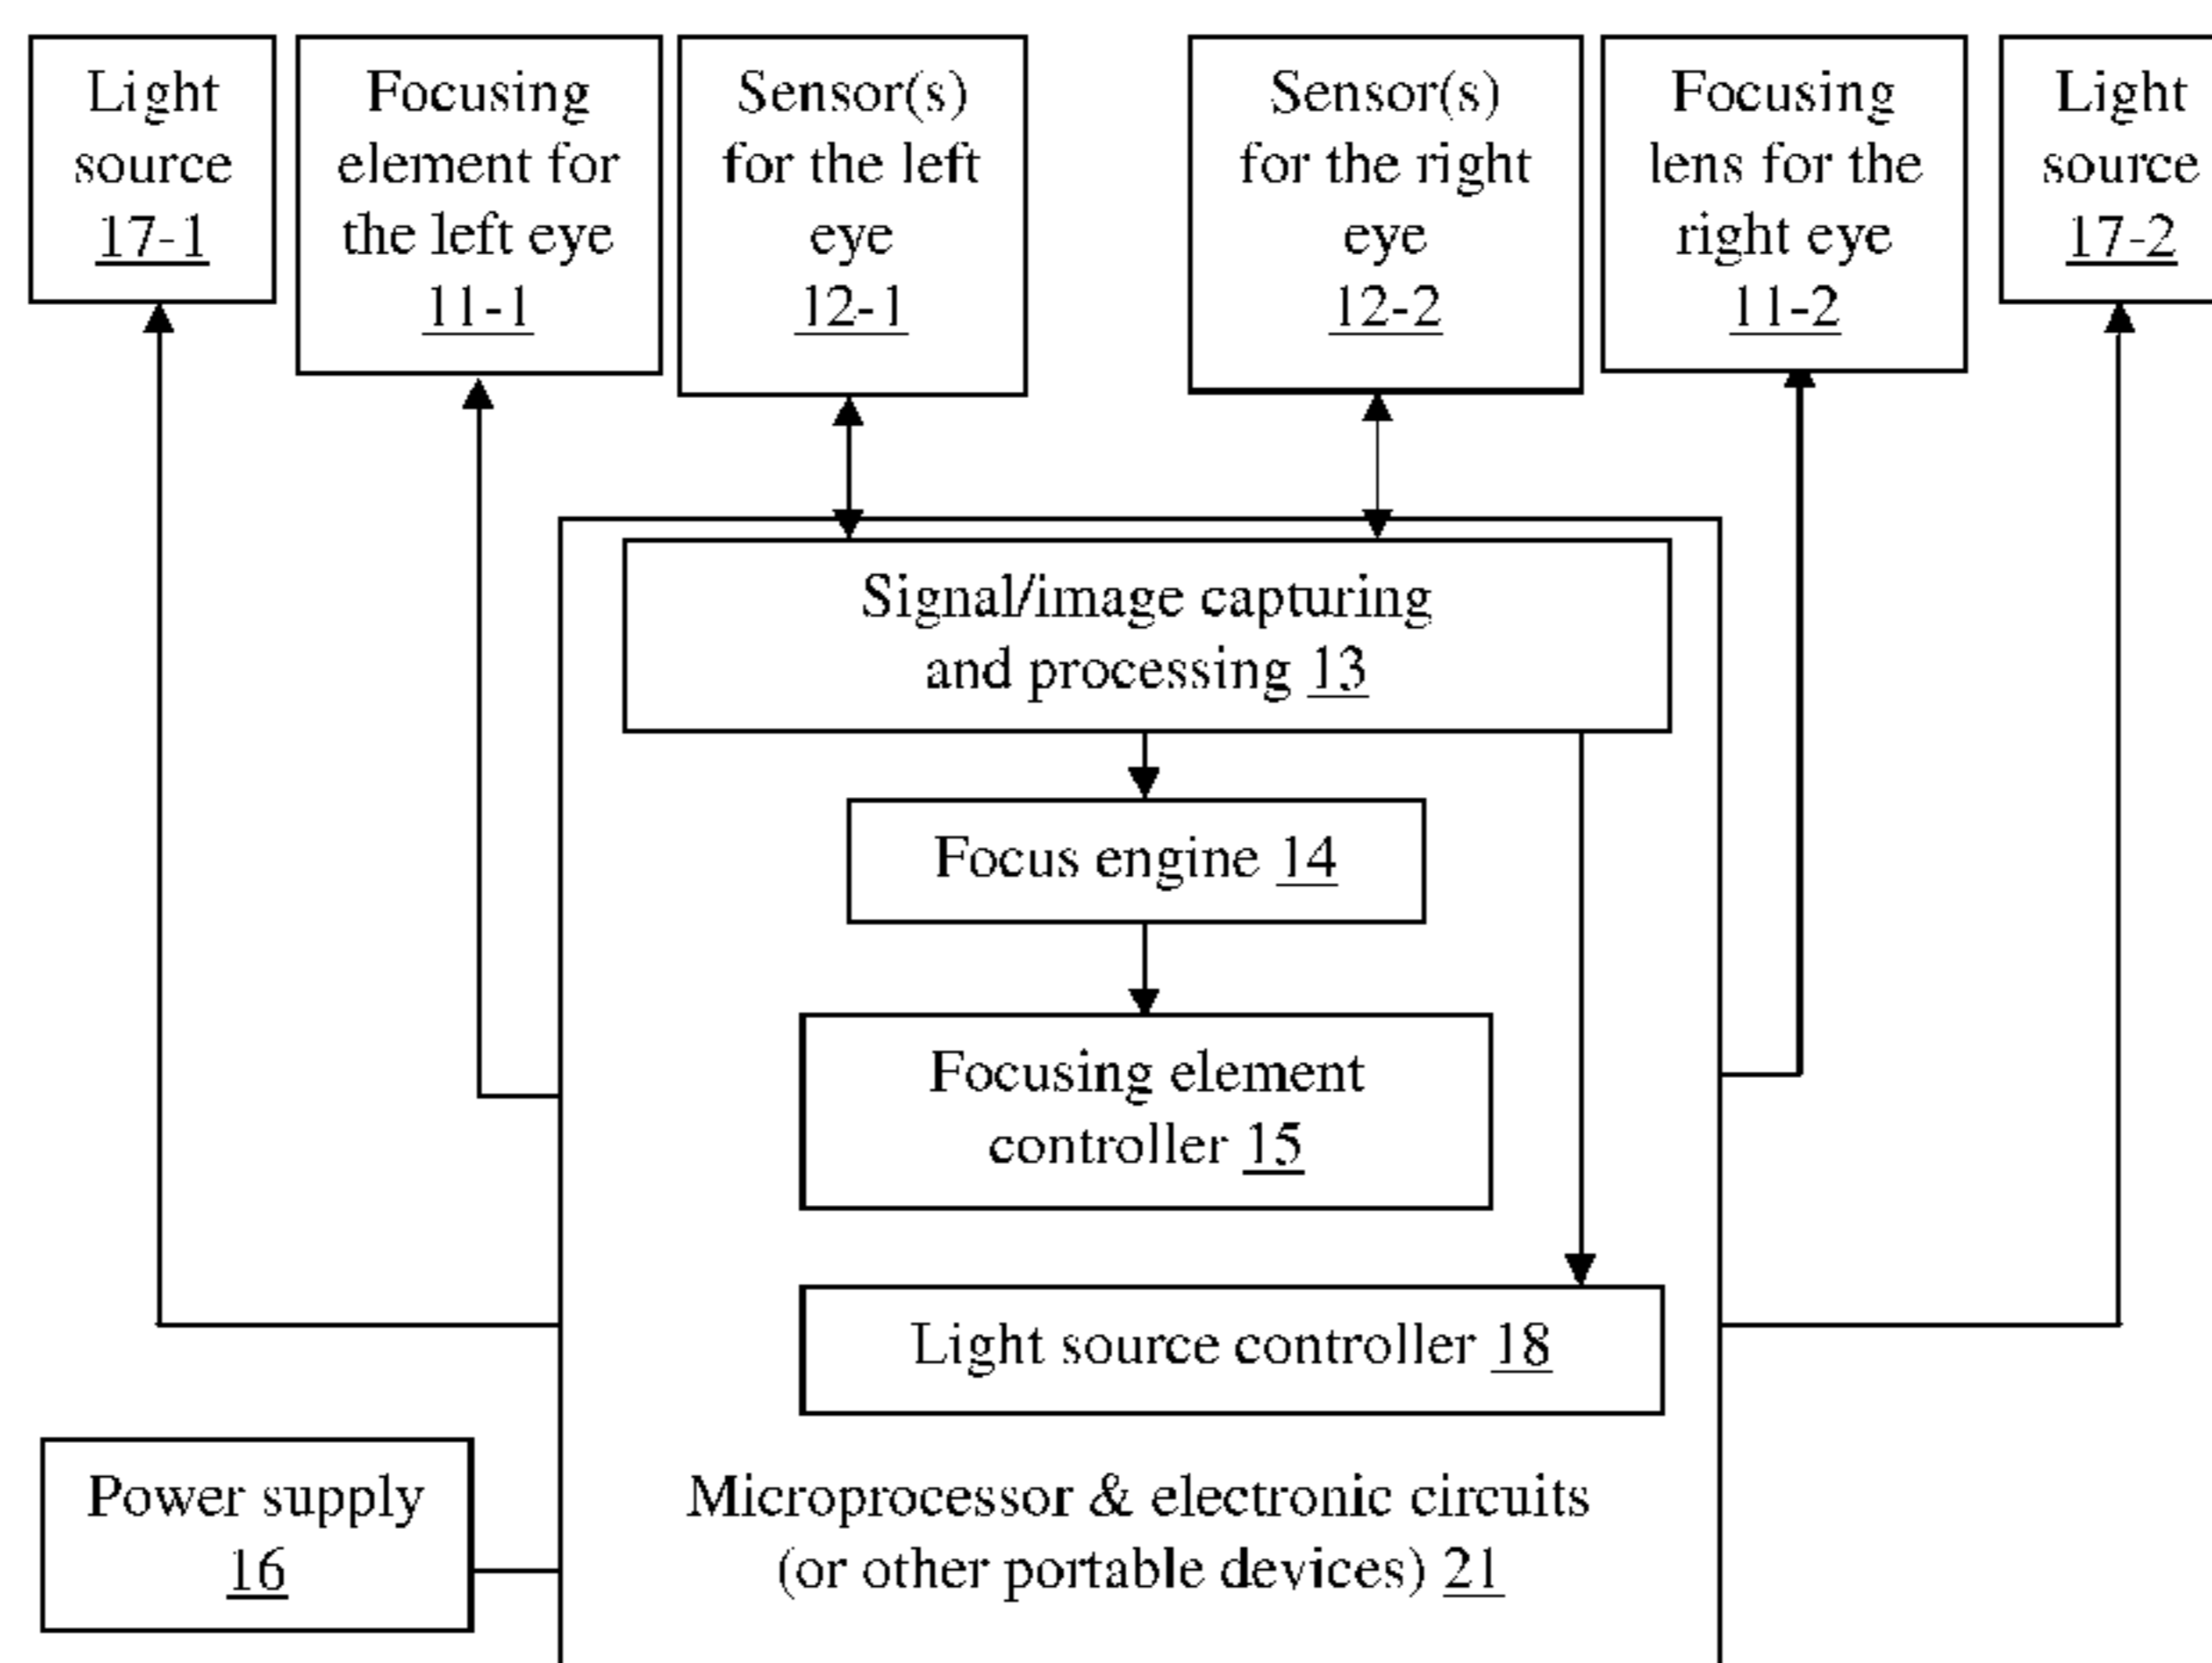 Light
source
17-1
Focusing
element for
the left eye
11-1
Sensor(s)
for the left
eye
12-1
Sensor(s)
for the right
eye
12-2
Focusing
lens for the
right eye
11-2
Light
source
17-2
Signal/image capturing
and processing 13
Focus engine 14
Focusing element
controller 15
Light source controller 18
Power supply
16
Microprocessor & electronic circuits
(or other portable devices) 21